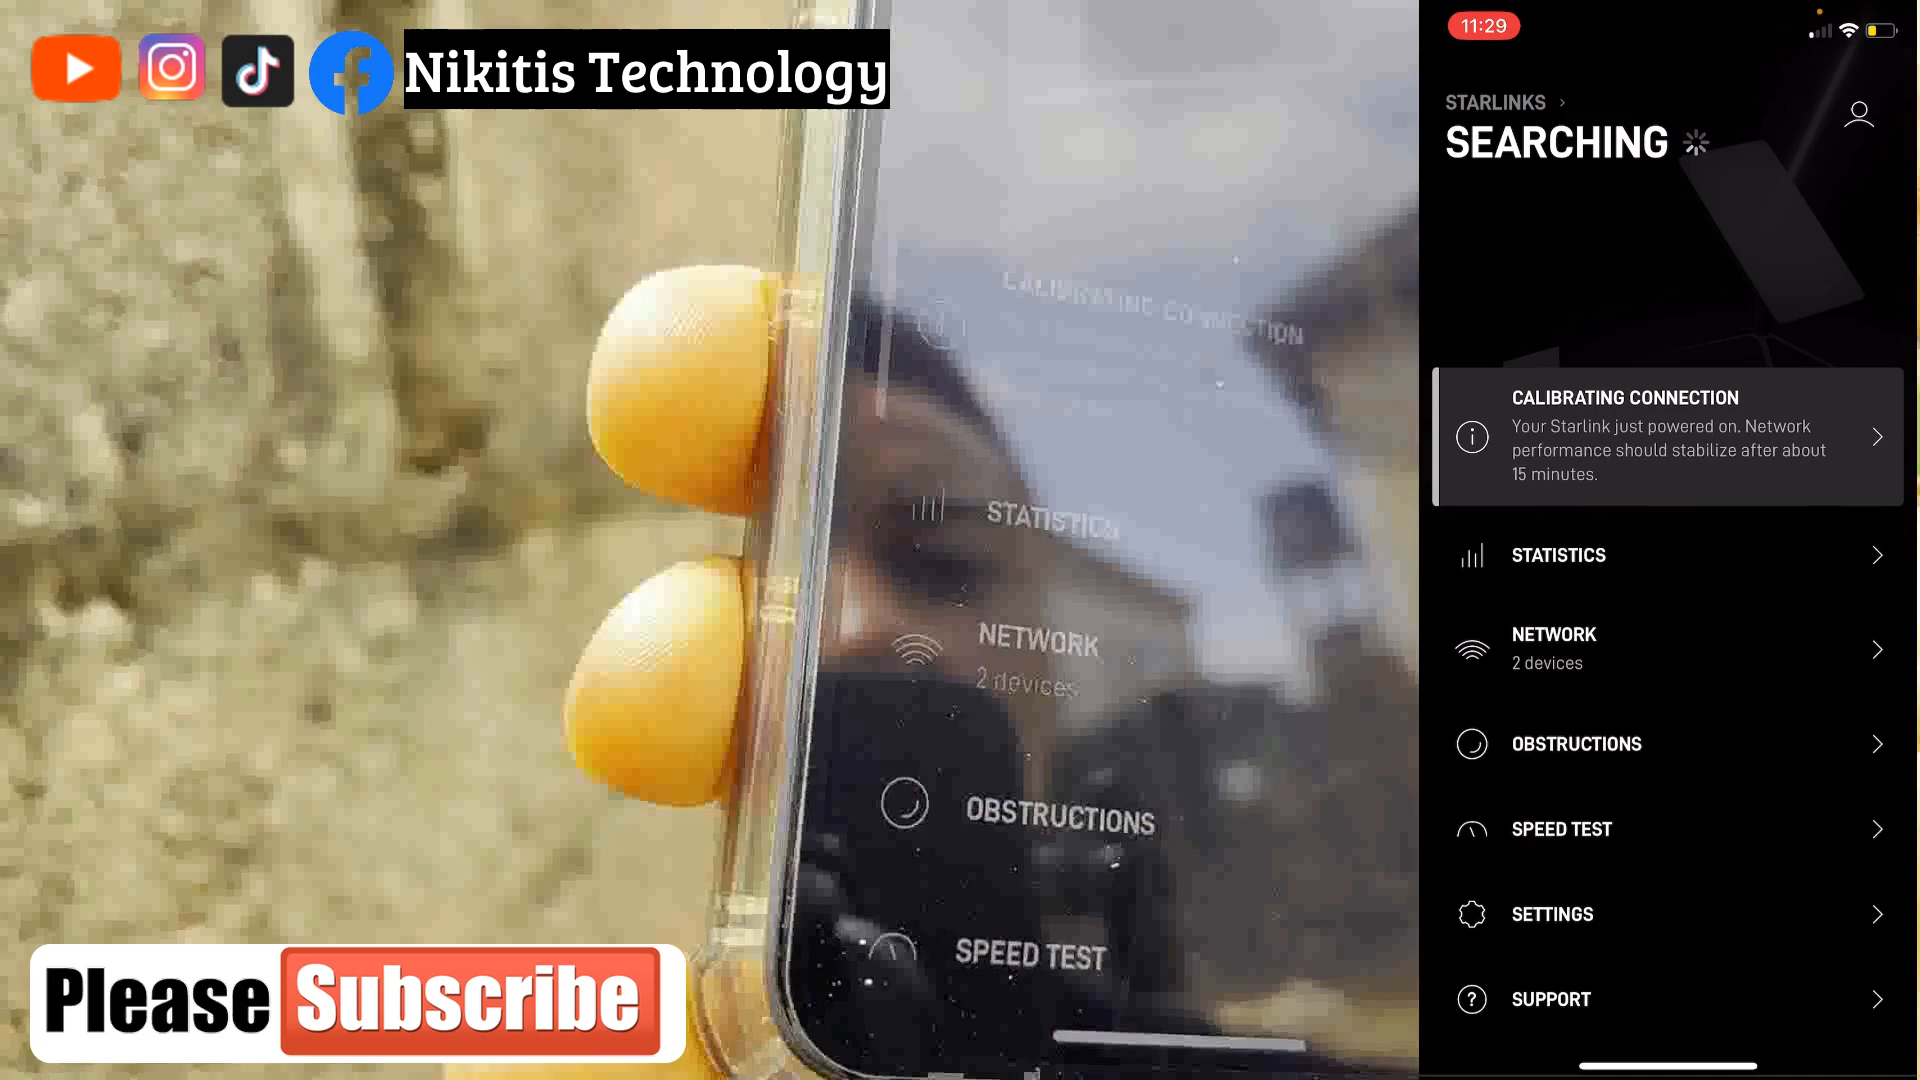 Nikitis Technology
CALIBRATING CONNECTION
STATISTICS
NETWORK
2 devices
OBSTRUCTIONS
SPEED TEST
Please Subscribe
11:29
STARLINKS >
SEARCHING
CALIBRATING CONNECTION
Your Starlink just powered on. Network
performance should stabilize after about
15 minutes.
STATISTICS
NETWORK
2 devices
OBSTRUCTIONS
SPEED TEST
SETTINGS
SUPPORT